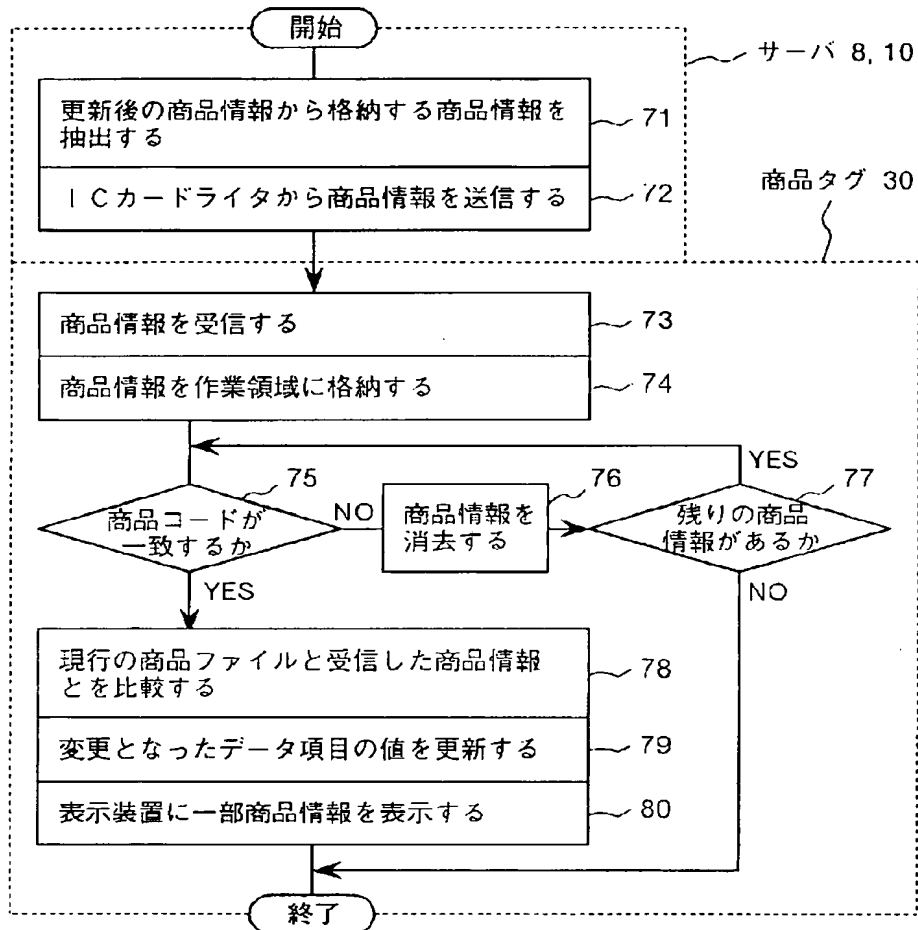 開始
サーバ 8, 10
更新後の商品情報から格納する商品情報を
抽出する
71
ＩＣカードライタから商品情報を送信する
72
商品タグ 30
商品情報を受信する
73
商品情報を作業領域に格納する
74
YES
75
76
77
商品コードが
一致するか
NO
商品情報を
消去する
残りの商品
情報があるか
YES
NO
現行の商品ファイルと受信した商品情報
とを比較する
78
変更となったデータ項目の値を更新する
79
表示装置に一部商品情報を表示する
80
終了